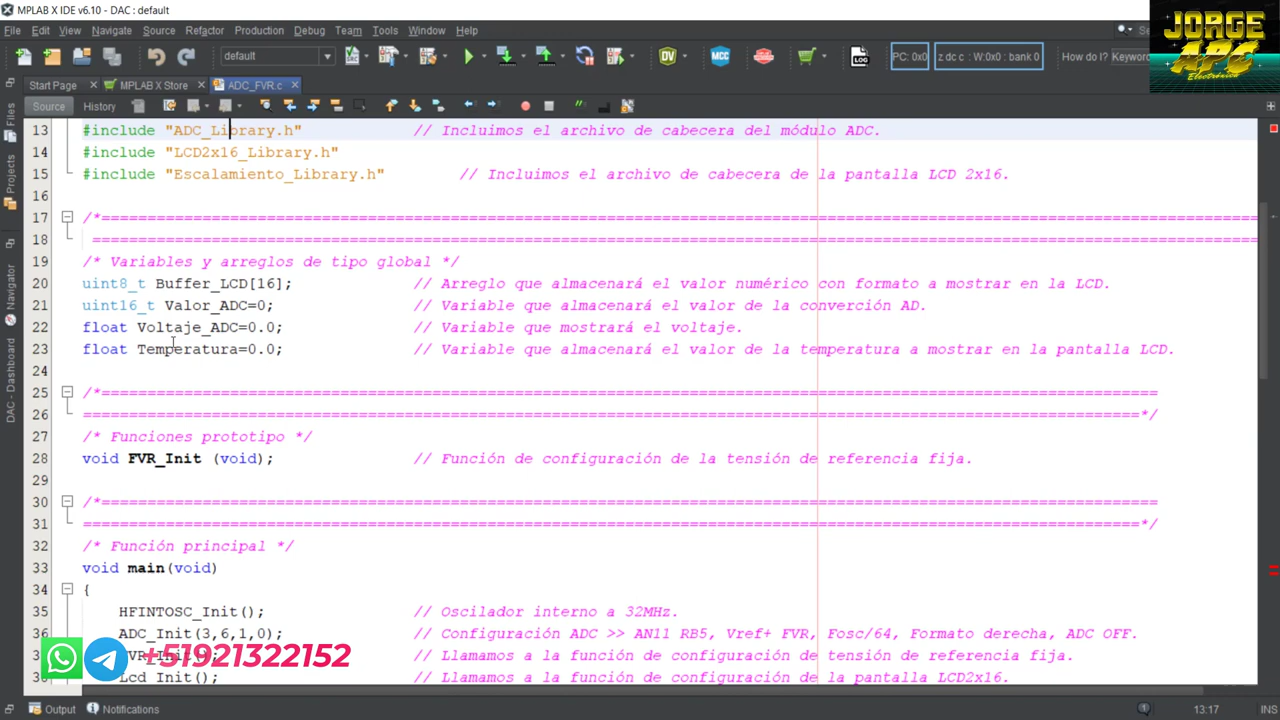 MPLAB X IDE v6.10 - DAC : default
File Edit View Navigate Source Refactor Production Debug Team Tools Window Help
JORGE
APC
Electrónica
default
DV MCC LOG PC: 0x0 z dc c : W:0x0 : bank 0 How do I? Keyword
Start Page MPLAB X Store ADC_FVR.c
Source History
Files
Projects
Navigator
DAC - Dashboard
13 #include "ADC_Library.h" // Incluimos el archivo de cabecera del módulo ADC.
14 #include "LCD2x16_Library.h"
15 #include "Escalamiento_Library.h" // Incluimos el archivo de cabecera de la pantalla LCD 2x16.
16
17 /*======================================================================================================================
18 ======================================================================================================================
19 /* Variables y arreglos de tipo global */
20 uint8_t Buffer_LCD[16]; // Arreglo que almacenará el valor numérico con formato a mostrar en la LCD.
21 uint16_t Valor_ADC=0; // Variable que almacenará el valor de la converción AD.
22 float Voltaje_ADC=0.0; // Variable que mostrará el voltaje.
23 float Temperatura=0.0; // Variable que almacenará el valor de la temperatura a mostrar en la pantalla LCD.
24
25 /*===================================================================================================================
26 ===================================================================================================================*/
27 /* Funciones prototipo */
28 void FVR_Init (void); // Función de configuración de la tensión de referencia fija.
29
30 /*===================================================================================================================
31 ===================================================================================================================*/
32 /* Función principal */
33 void main(void)
34 {
35 HFINTOSC_Init(); // Oscilador interno a 32MHz.
36 ADC_Init(3,6,1,0); // Configuración ADC >> AN11 RB5, Vref+ FVR, Fosc/64, Formato derecha, ADC OFF.
// Llamamos a la función de configuración de tensión de referencia fija.
+51921322152
Lcd_Init(); // Llamamos a la función de configuración de la pantalla LCD2x16.
Output Notifications 1 13:17 INS